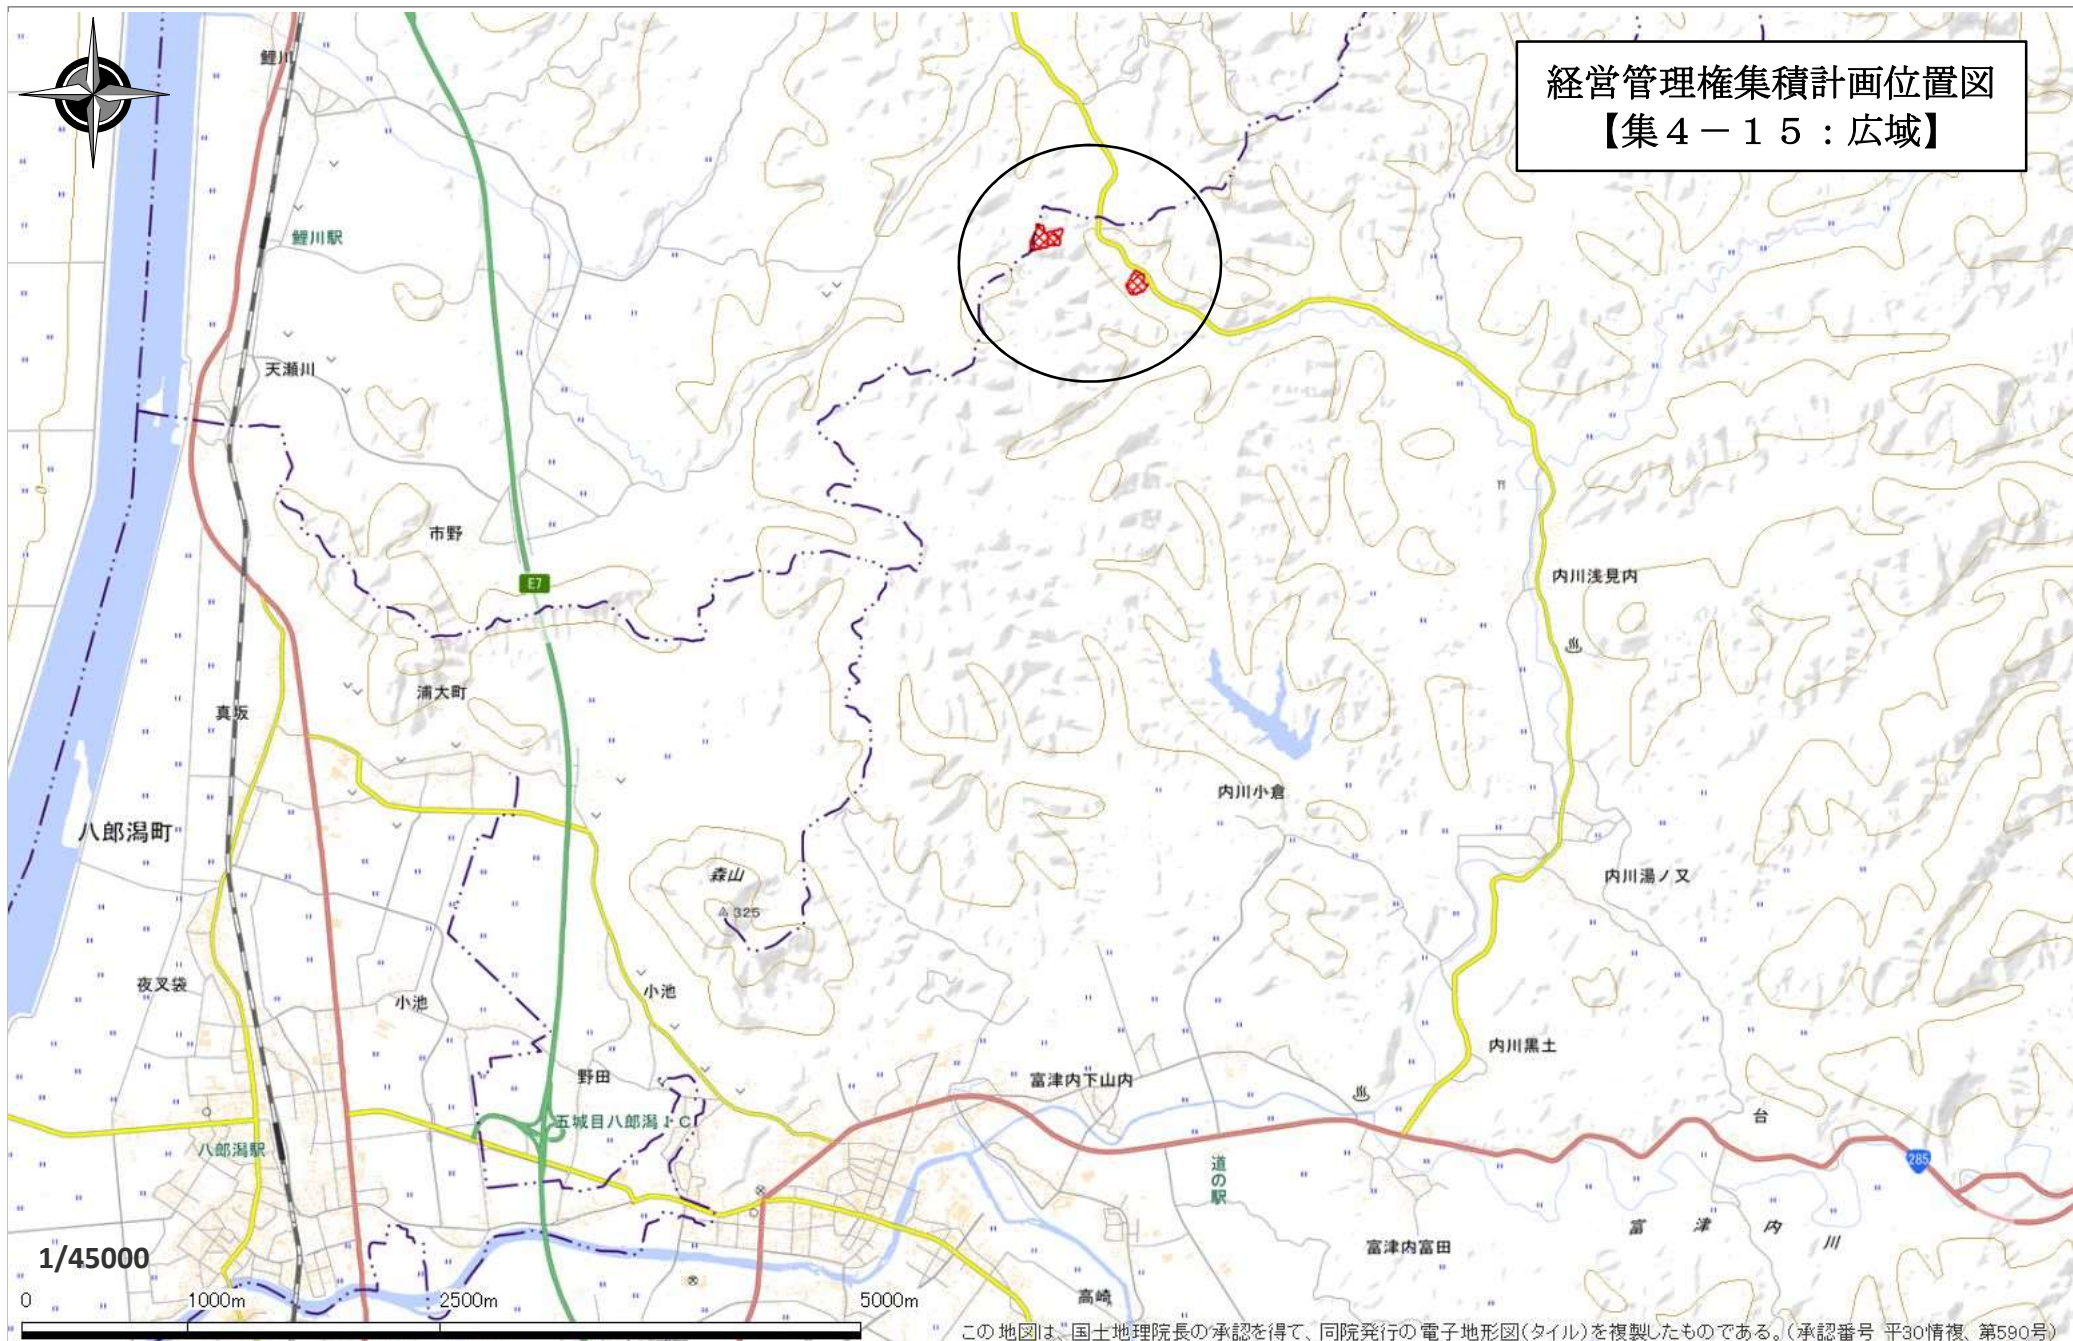 経営管理権集積計画位置図
【集４－１５：広域】
鯉川
鯉川駅
天瀬川
市野
E7
内川浅見内
浦大町
真坂
内川小倉
八郎潟町
森山
325
内川湯ノ又
夜叉袋
小池
小池
内川黒土
野田
富津内下山内
台
五城目八郎潟ＩＣ
八郎潟駅
道の駅
285
富津内川
富津内富田
高崎
1/45000
0 1000m 2500m 5000m
この地図は、国土地理院長の承認を得て、同院発行の電子地形図(タイル)を複製したものである。(承認番号 平30情複、第590号)